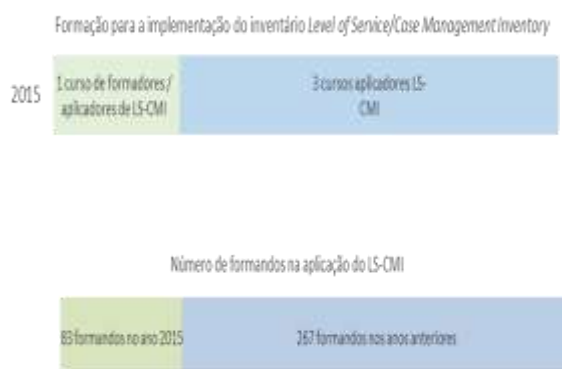 Formação para a implementação do inventário Level of Service/Case Management Inventory
2015
1 curso de formadores /
aplicadores de LS-CMI
3 cursos aplicadores LS-
CMI
Número de formandos na aplicação do LS-CMI
83 formandos no ano 2015
267 formandos nos anos anteriores